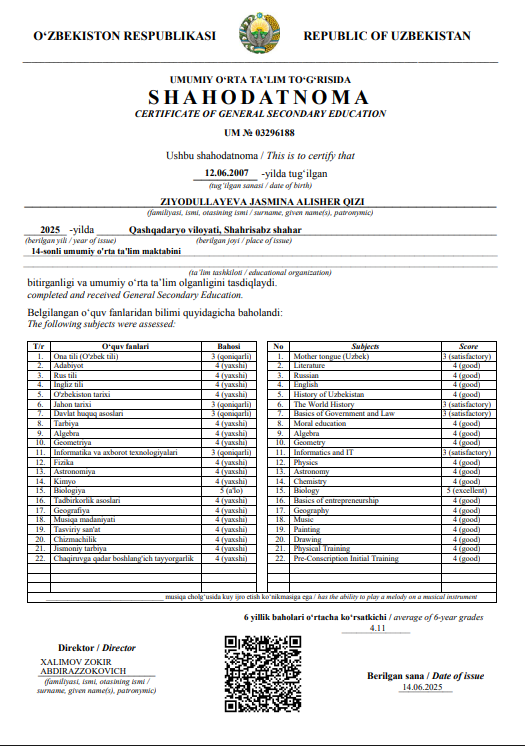 O‘ZBEKISTON RESPUBLIKASI REPUBLIC OF UZBEKISTAN
UMUMIY O‘RTA TA’LIM TO‘G‘RISIDA
SHAHODATNOMA
CERTIFICATE OF GENERAL SECONDARY EDUCATION
UM № 03296188
Ushbu shahodatnoma / This is to certify that
12.06.2007 -yilda tug‘ilgan
(tug‘ilgan sanasi / date of birth)
ZIYODULLAYEVA JASMINA ALISHER QIZI
(familiyasi, ismi, otasining ismi / surname, given name(s), patronymic)
2025 -yilda Qashqadaryo viloyati, Shahrisabz shahar
(berilgan yili / year of issue) (berilgan joyi / place of issue)
14-sonli umumiy o'rta ta’lim maktabini
(ta’lim tashkiloti / educational organization)
bitirganligi va umumiy o‘rta ta’lim olganligini tasdiqlaydi.
completed and received General Secondary Education.
Belgilangan o‘quv fanlaridan bilimi quyidagicha baholandi:
The following subjects were assessed:
T/r O‘quv fanlari Bahosi No Subjects Score
1. Ona tili (O'zbek tili) 3 (qoniqarli) 1. Mother tongue (Uzbek) 3 (satisfactory)
2. Adabiyot 4 (yaxshi) 2. Literature 4 (good)
3. Rus tili 4 (yaxshi) 3. Russian 4 (good)
4. Ingliz tili 4 (yaxshi) 4. English 4 (good)
5. O'zbekiston tarixi 4 (yaxshi) 5. History of Uzbekistan 4 (good)
6. Jahon tarixi 3 (qoniqarli) 6. The World History 3 (satisfactory)
7. Davlat huquq asoslari 3 (qoniqarli) 7. Basics of Government and Law 3 (satisfactory)
8. Tarbiya 4 (yaxshi) 8. Moral education 4 (good)
9. Algebra 4 (yaxshi) 9. Algebra 4 (good)
10. Geometriya 4 (yaxshi) 10. Geometry 4 (good)
11. Informatika va axborot texnologiyalari 3 (qoniqarli) 11. Informatics and IT 3 (satisfactory)
12. Fizika 4 (yaxshi) 12. Physics 4 (good)
13. Astronomiya 4 (yaxshi) 13. Astronomy 4 (good)
14. Kimyo 4 (yaxshi) 14. Chemistry 4 (good)
15. Biologiya 5 (a'lo) 15. Biology 5 (excellent)
16. Tadbirkorlik asoslari 4 (yaxshi) 16. Basics of entrepreneurship 4 (good)
17. Geografiya 4 (yaxshi) 17. Geography 4 (good)
18. Musiqa madaniyati 4 (yaxshi) 18. Music 4 (good)
19. Tasviriy san'at 4 (yaxshi) 19. Painting 4 (good)
20. Chizmachilik 4 (yaxshi) 20. Drawing 4 (good)
21. Jismoniy tarbiya 4 (yaxshi) 21. Physical Training 4 (good)
22. Chaqiruvga qadar boshlang'ich tayyorgarlik 4 (yaxshi) 22. Pre-Conscription Initial Training 4 (good)
musiqa cholg‘usida kuy ijro etish ko‘nikmasiga ega / has the ability to play a melody on a musical instrument
6 yillik baholari o‘rtacha ko‘rsatkichi / average of 6-year grades
4.11
Direktor / Director
XALIMOV ZOKIR
ABDIRAZZOKOVICH
(familiyasi, ismi, otasining ismi /
surname, given name(s), patronymic)
Berilgan sana / Date of issue
14.06.2025